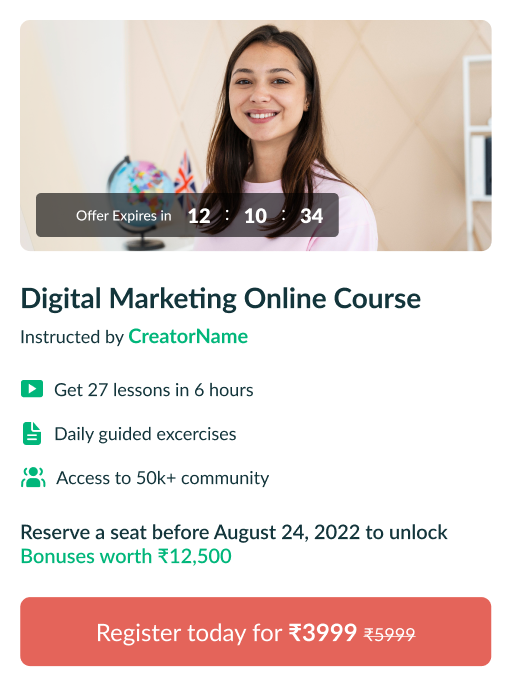 Offer Expires in 12 : 10 : 34
Digital Marketing Online Course
Instructed by CreatorName
Get 27 lessons in 6 hours
Daily guided excercises
Access to 50k+ community
Reserve a seat before August 24, 2022 to unlock
Bonuses worth ₹12,500
Register today for ₹3999 ₹5999